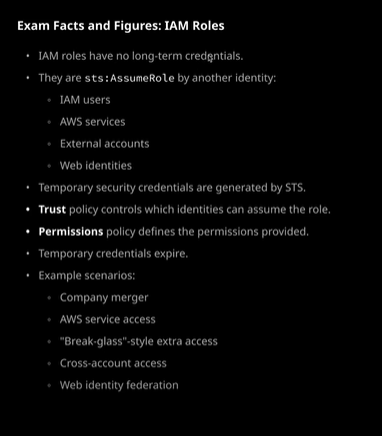 Exam Facts and Figures: IAM Roles
• IAM roles have no long-term credentials.
• They are sts:AssumeRole by another identity:
• IAM users
• AWS services
• External accounts
• Web identities
• Temporary security credentials are generated by STS.
• Trust policy controls which identities can assume the role.
• Permissions policy defines the permissions provided.
• Temporary credentials expire.
• Example scenarios:
• Company merger
• AWS service access
• "Break-glass"-style extra access
• Cross-account access
• Web identity federation